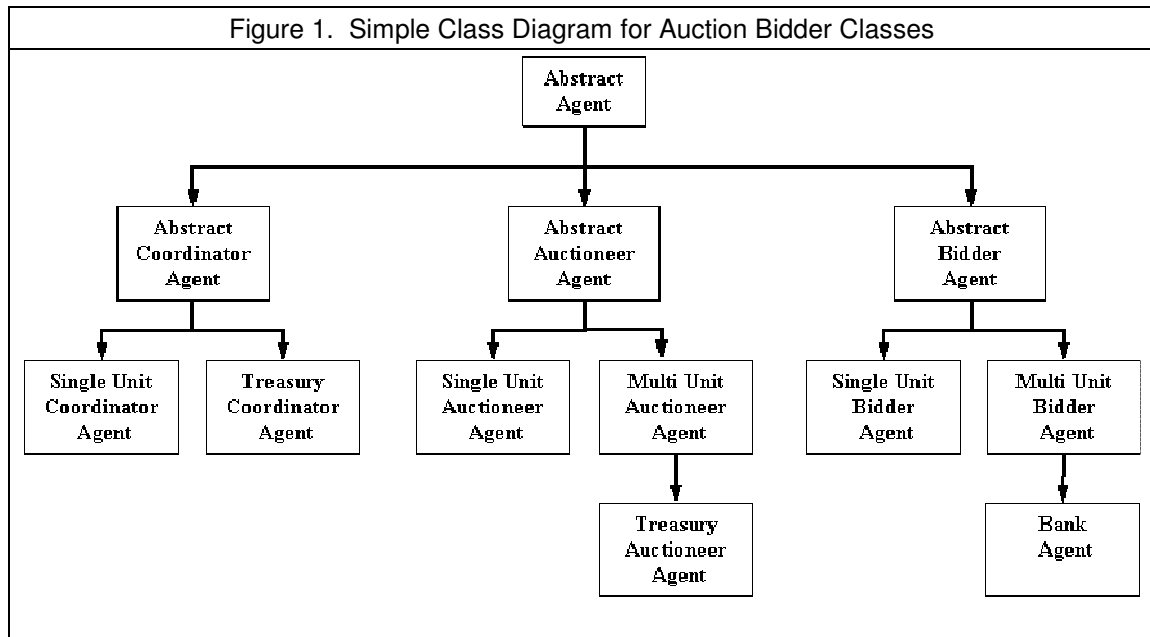 Figure 1. Simple Class Diagram for Auction Bidder Classes
Abstract
Agent
Abstract
Coordinator
Agent
Abstract
Auctioneer
Agent
Abstract
Bidder
Agent
Single Unit
Coordinator
Agent
Treasury
Coordinator
Agent
Single Unit
Auctioneer
Agent
Multi Unit
Auctioneer
Agent
Single Unit
Bidder
Agent
Multi Unit
Bidder
Agent
Treasury
Auctioneer
Agent
Bank
Agent